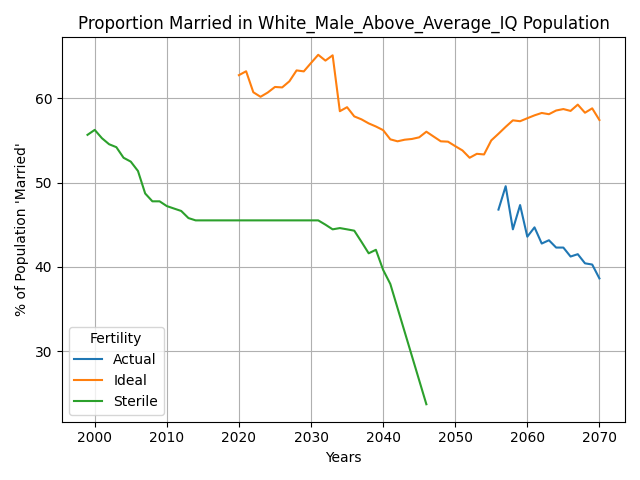 Proportion Married in White_Male_Above_Average_IQ Population
% of Population 'Married'
60
50
40
30
Fertility
Actual
Ideal
Sterile
2000 2010 2020 2030 2040 2050 2060 2070
Years